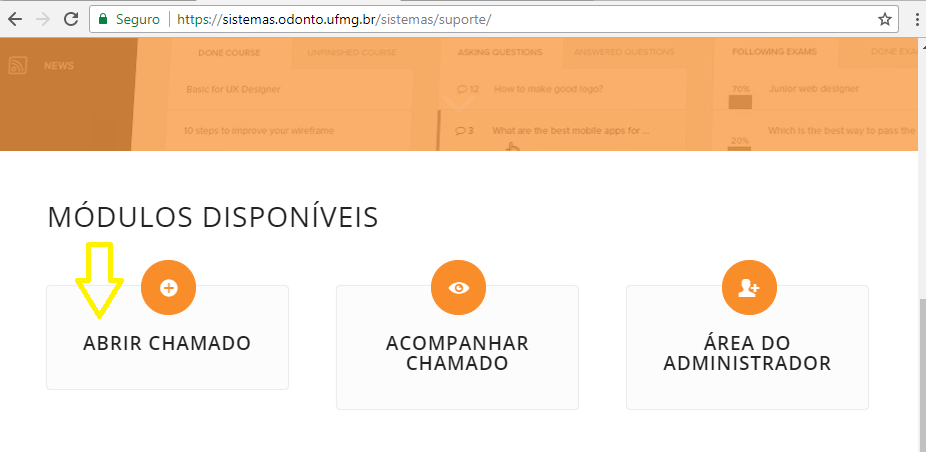 Seguro https://sistemas.odonto.ufmg.br/sistemas/suporte/
DONE COURSE UNFINISHED COURSE ASKING QUESTIONS ANSWERED QUESTIONS FOLLOWING EXAMS DONE EXA
NEWS
Basic for UX Designer 12 How to make good logo? 70% Junior web designer
10 steps to improve your wireframe 3 What are the best mobile apps for ... 20% Which is the best way to pass the
MÓDULOS DISPONÍVEIS
ABRIR CHAMADO
ACOMPANHAR
CHAMADO
ÁREA DO
ADMINISTRADOR